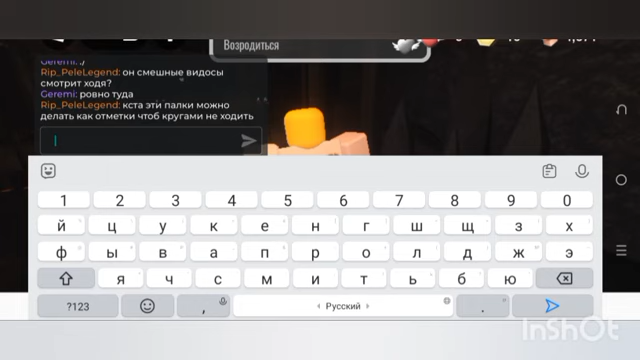 Возродиться
Geremi: :/
Rip_PeleLegend: он смешные видосы
смотрит ходя?
Geremi: ровно туда
Rip_PeleLegend: кста эти палки можно
делать как отметки чтоб кругами не ходить
1 2 3 4 5 6 7 8 9 0
й ц у к е н г ш щ з х
ф ы в а п р о л д ж э
я ч с м и т ь б ю
?123 , Русский .
InShOt